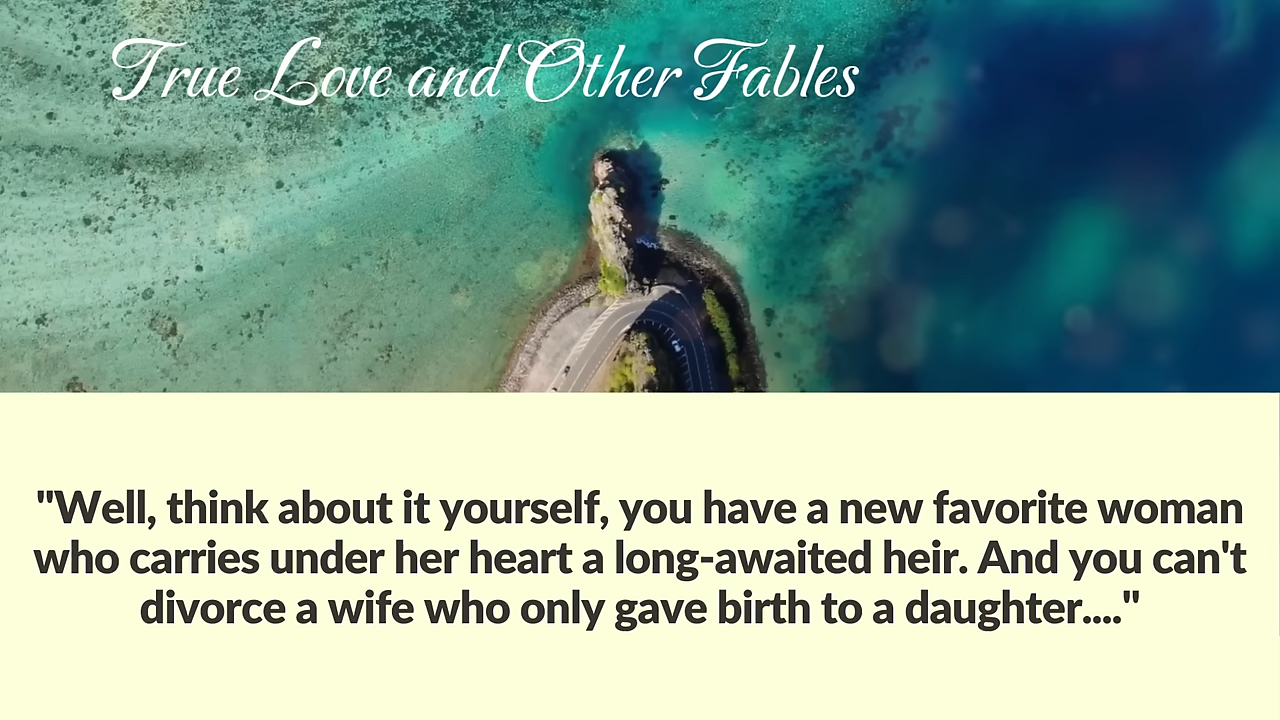 True Love and Other Fables
"Well, think about it yourself, you have a new favorite woman
who carries under her heart a long-awaited heir. And you can't
divorce a wife who only gave birth to a daughter...."